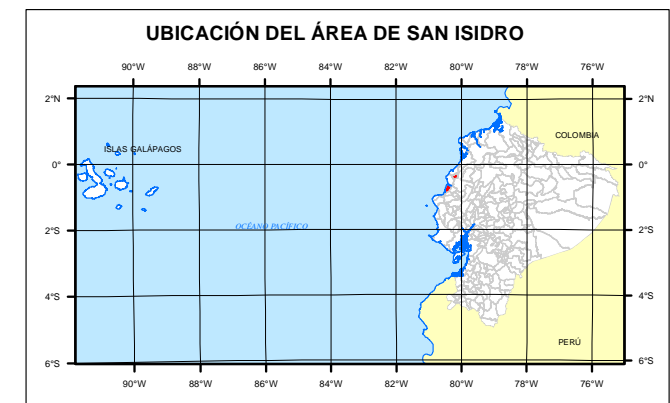 UBICACIÓN DEL ÁREA DE SAN ISIDRO
90°W 88°W 86°W 84°W 82°W 80°W 78°W 76°W
2°N 2°N
COLOMBIA
ISLAS GALÁPAGOS
0° 0°
2°S OCÉANO PACÍFICO 2°S
4°S 4°S
PERÚ
6°S 6°S
90°W 88°W 86°W 84°W 82°W 80°W 78°W 76°W